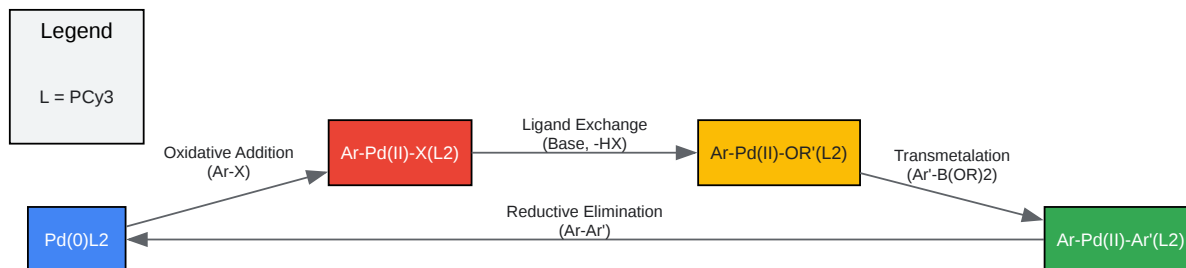 Legend
L = PCy3
Oxidative Addition
(Ar-X)
Ar-Pd(II)-X(L2)
Ligand Exchange
(Base, -HX)
Ar-Pd(II)-OR'(L2)
Transmetalation
(Ar'-B(OR)2)
Pd(0)L2
Reductive Elimination
(Ar-Ar')
Ar-Pd(II)-Ar'(L2)